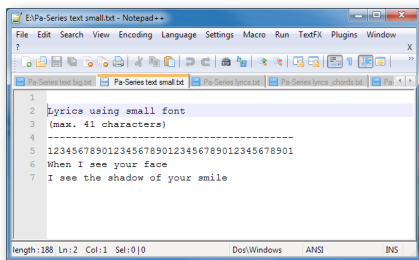 E:\Pa-Series text small.txt - Notepad++
File Edit Search View Encoding Language Settings Macro Run TextFX Plugins Window
? X
Pa-Series text big.txt Pa-Series text small.txt Pa-Series lyrics.txt Pa-Series lyrics_chords.txt Pa
1
2 Lyrics using small font
3 (max. 41 characters)
4 -----------------------------------------
5 12345678901234567890123456789012345678901
6 When I see your face
7 I see the shadow of your smile
length : 188 Ln : 2 Col : 1 Sel : 0 | 0 Dos\Windows ANSI INS